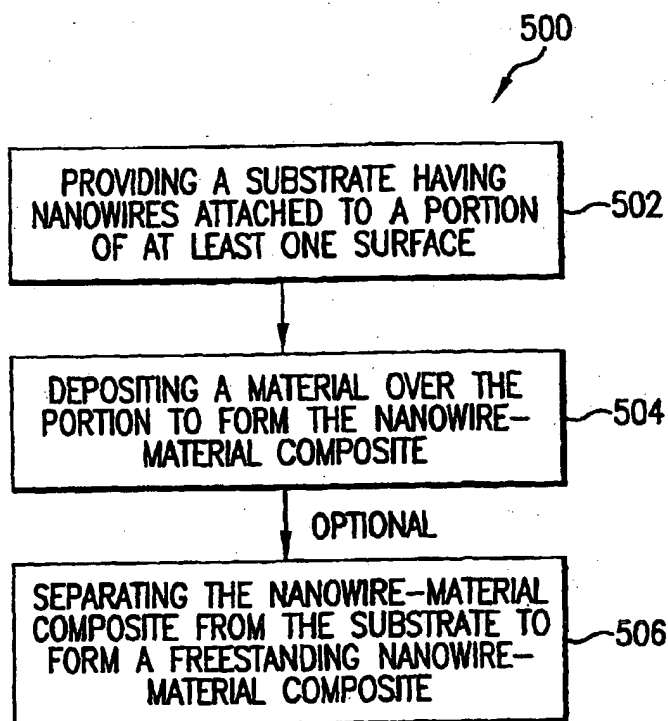 500
PROVIDING A SUBSTRATE HAVING
NANOWIRES ATTACHED TO A PORTION
OF AT LEAST ONE SURFACE
502
DEPOSITING A MATERIAL OVER THE
PORTION TO FORM THE NANOWIRE-
MATERIAL COMPOSITE
504
OPTIONAL
SEPARATING THE NANOWIRE-MATERIAL
COMPOSITE FROM THE SUBSTRATE TO
FORM A FREESTANDING NANOWIRE-
MATERIAL COMPOSITE
506